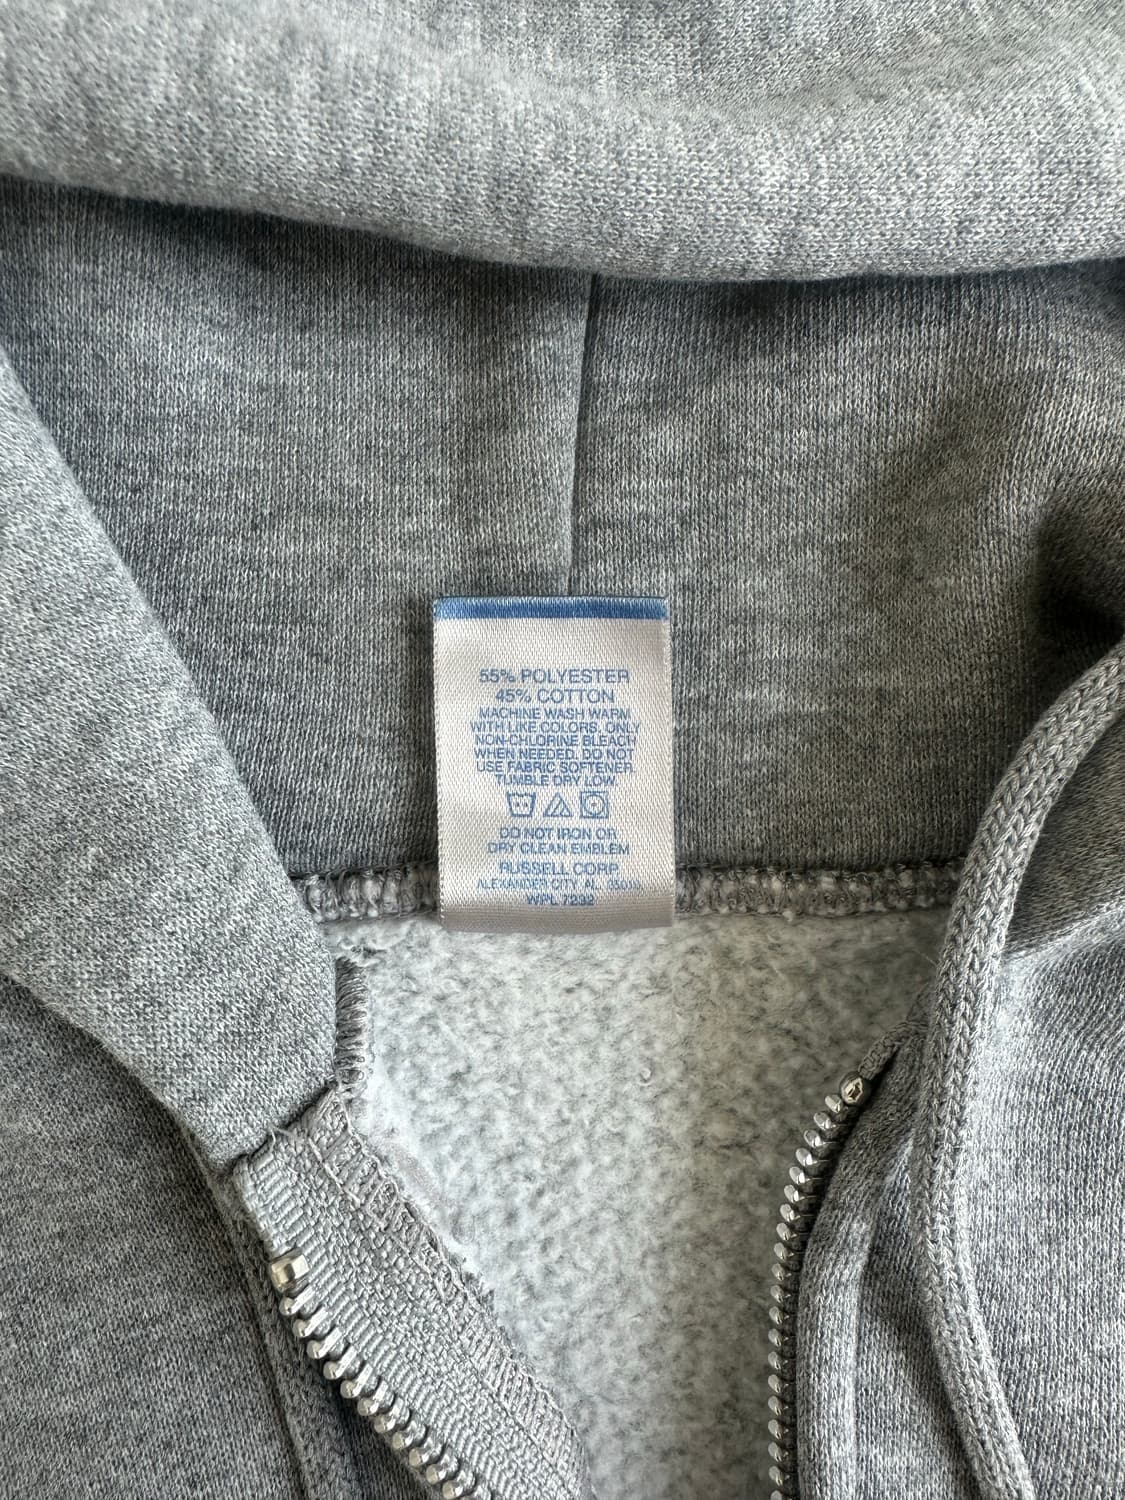 55% POLYESTER
45% COTTON
MACHINE WASH WARM
WITH LIKE COLORS, ONLY
NON-CHLORINE BLEACH
WHEN NEEDED. DO NOT
USE FABRIC SOFTENER.
TUMBLE DRY LOW.
DO NOT IRON OR
DRY CLEAN EMBLEM
RUSSELL CORP
ALEXANDER CITY AL. 35010
WPL 7232